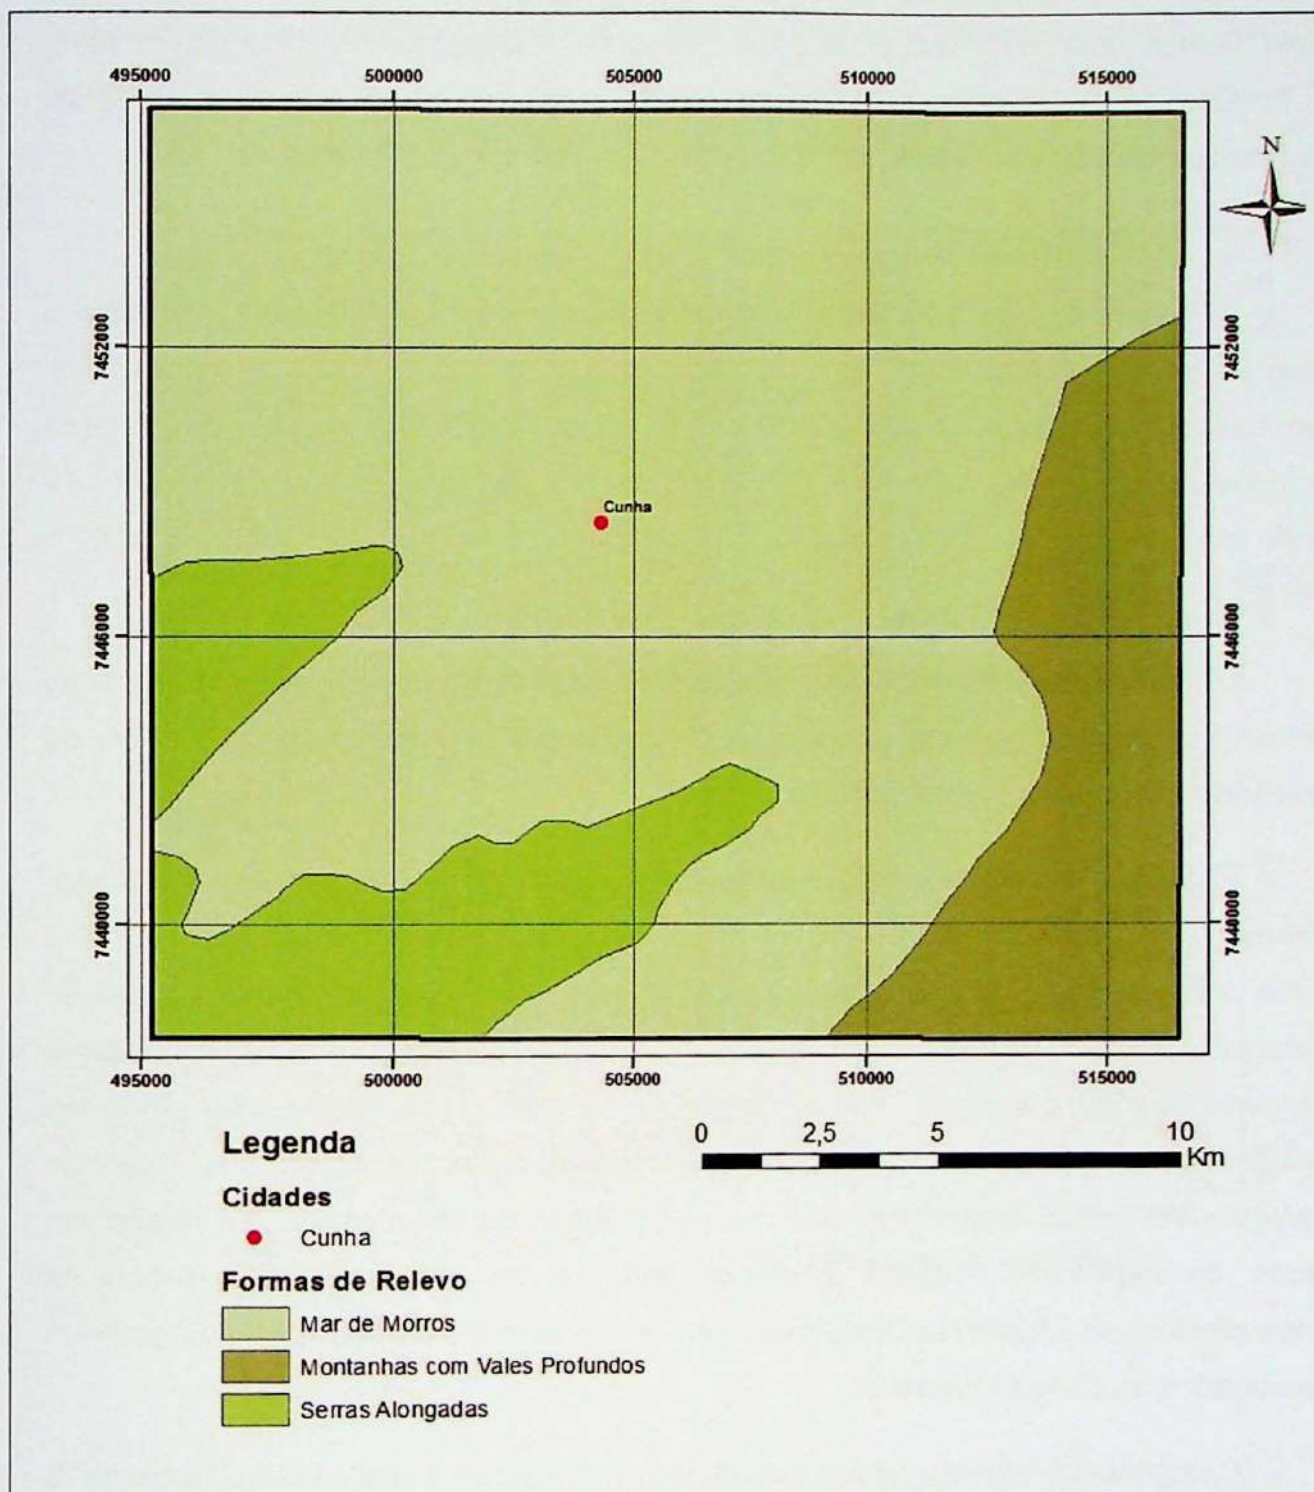 495000 500000 505000 510000 515000
N
7452000 7452000
Cunha
7446000 7446000
7440000 7440000
495000 500000 505000 510000 515000
Legenda
0 2,5 5 10
Km
Cidades
Cunha
Formas de Relevo
Mar de Morros
Montanhas com Vales Profundos
Serras Alongadas